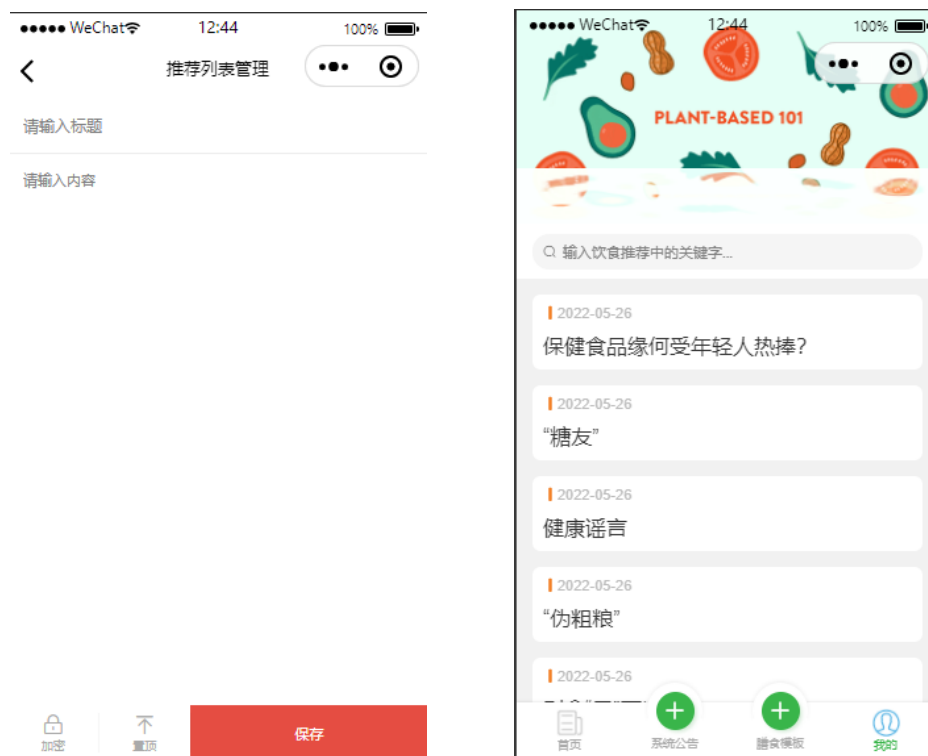 ●●●●● WeChat 12:44 100%
推荐列表管理
请输入标题
请输入内容
加密 置顶 保存
●●●●● WeChat 12:44 100%
PLANT-BASED 101
输入饮食推荐中的关键字...
2022-05-26
保健食品缘何受年轻人热捧?
2022-05-26
“糖友”
2022-05-26
健康谣言
2022-05-26
“伪粗粮”
2022-05-26
首页 系统公告 膳食模板 我的